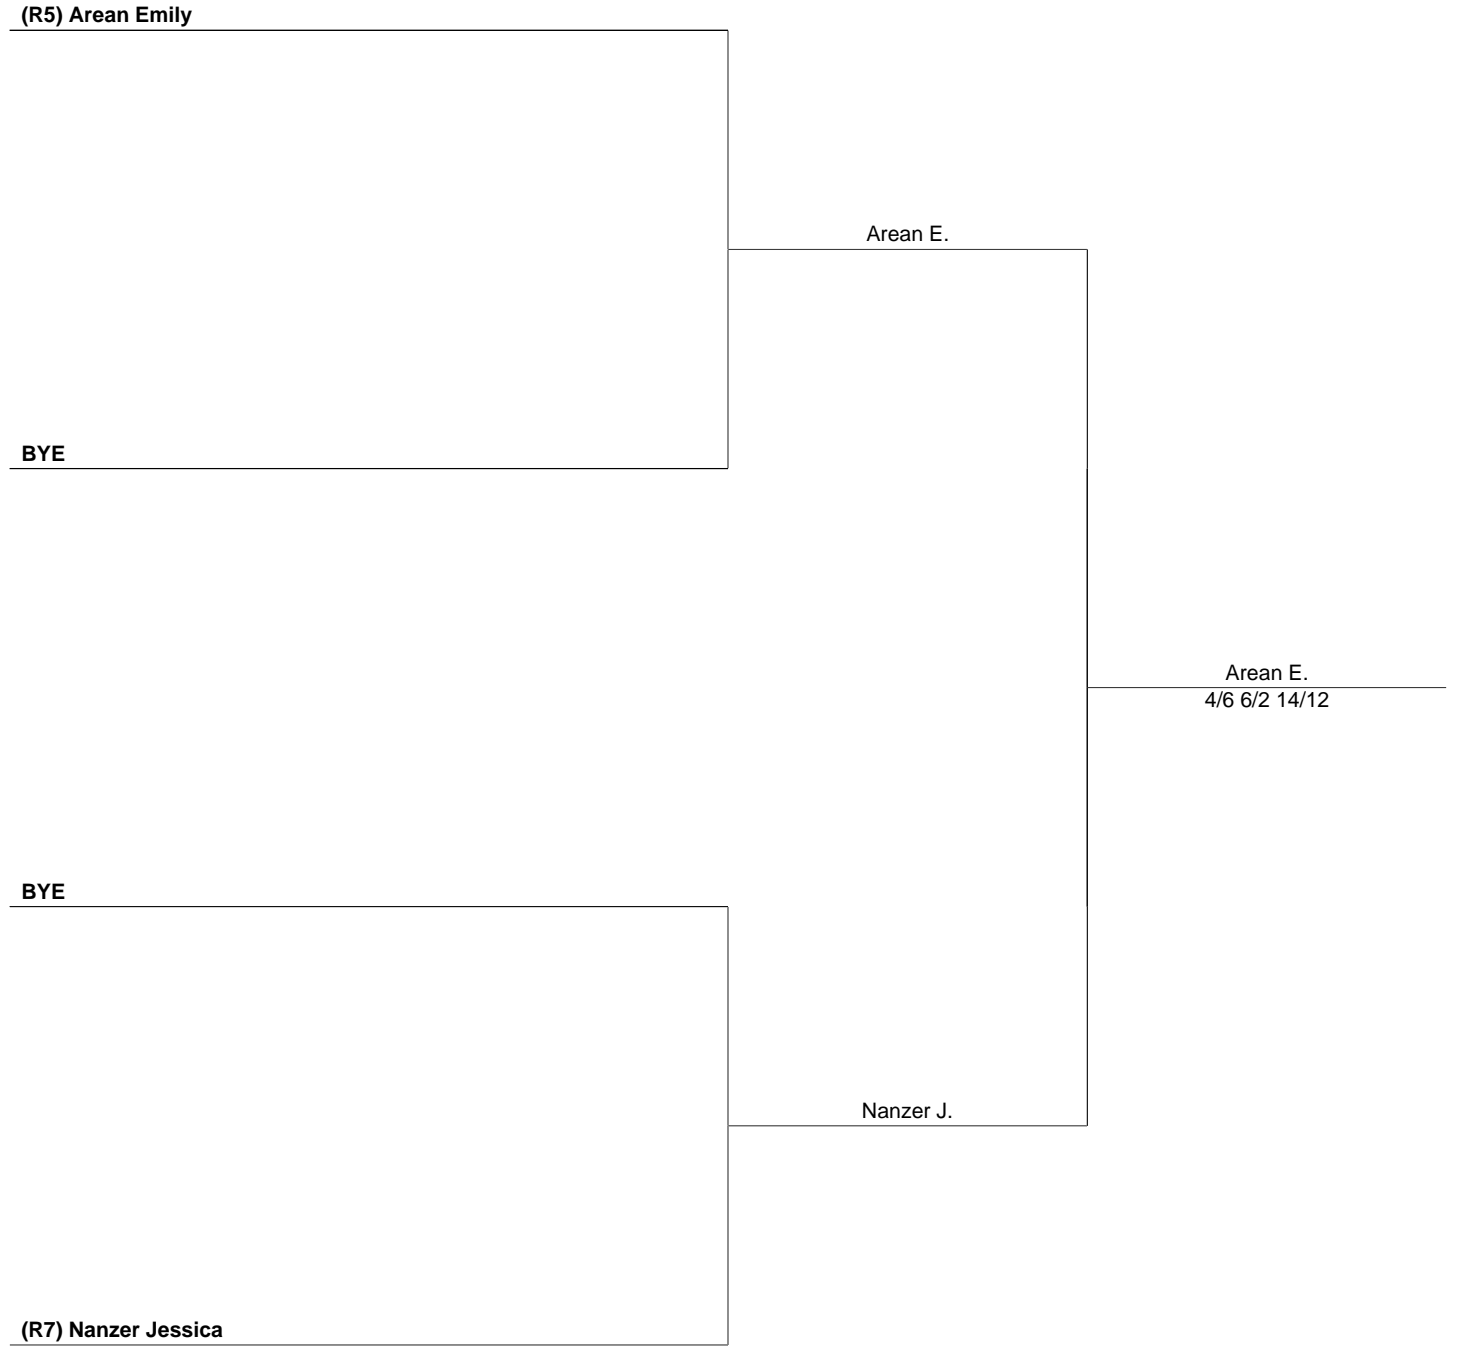 (R5) Arean Emily
Arean E.
BYE
Arean E.
4/6 6/2 14/12
BYE
Nanzer J.
(R7) Nanzer Jessica